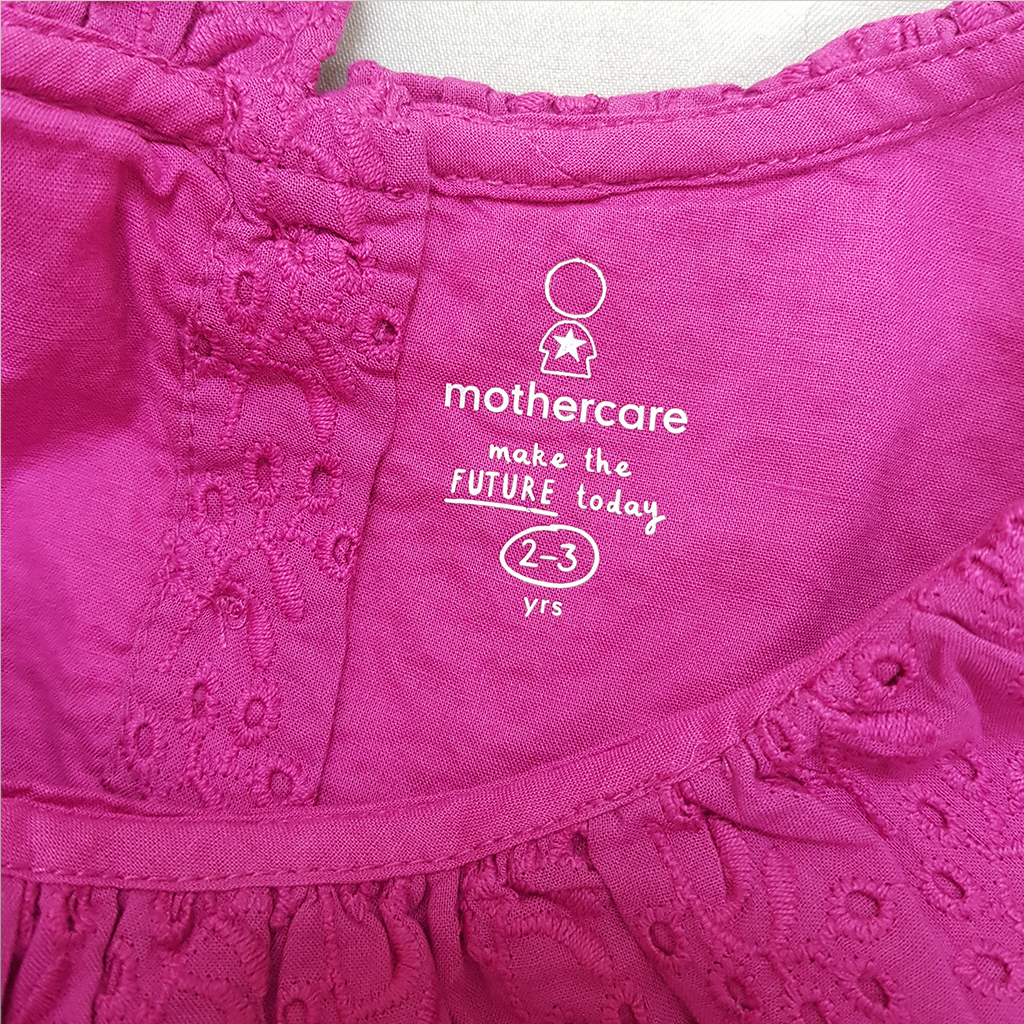 mothercare
make the
FUTURE today
2-3
yrs